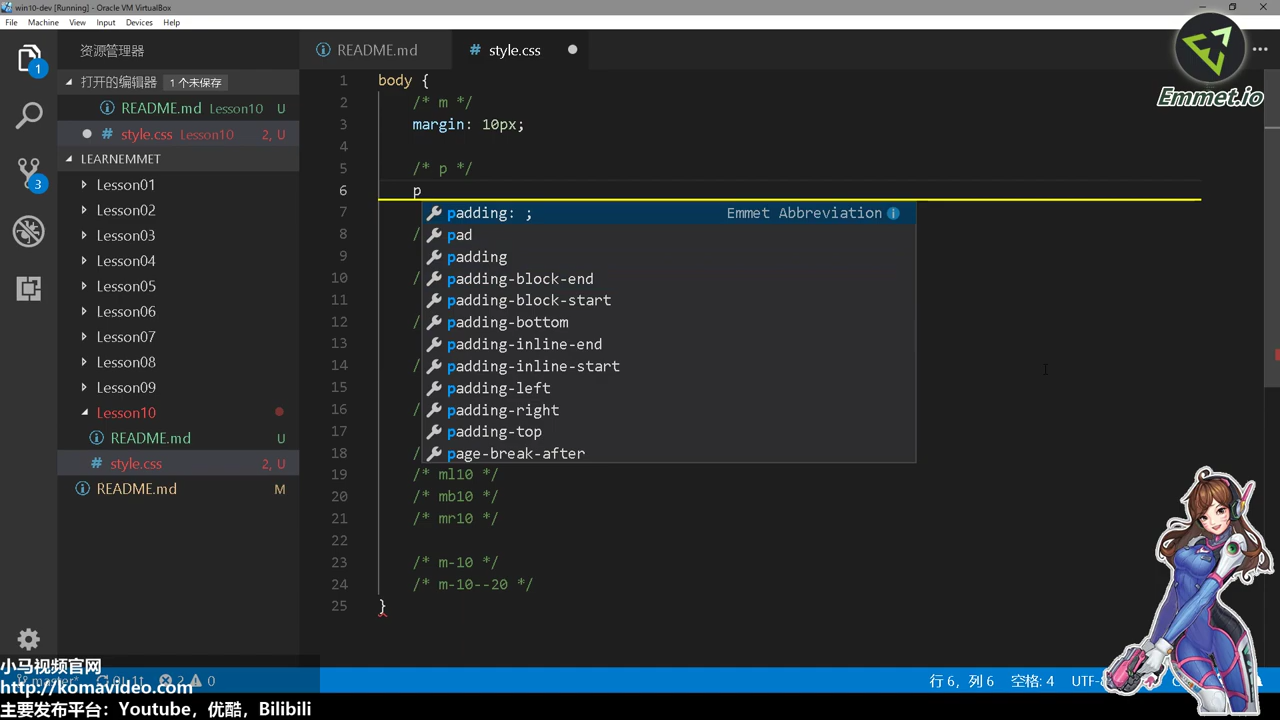 win10-dev [Running] - Oracle VM VirtualBox
File Machine View Input Devices Help
资源管理器
README.md
# style.css
打开的编辑器 1 个未保存
README.md Lesson10 U
# style.css Lesson10 2, U
LEARNEMMET
Lesson01
Lesson02
Lesson03
Lesson04
Lesson05
Lesson06
Lesson07
Lesson08
Lesson09
Lesson10
README.md U
# style.css 2, U
README.md M
1
3
1 body {
2 /* m */
3 margin: 10px;
4
5 /* p */
6 p
7
8 /
9
10 /
11
12 /
13
14 /
15
16 /
17
18 /
19 /* ml10 */
20 /* mb10 */
21 /* mr10 */
22
23 /* m-10 */
24 /* m-10--20 */
25 }
padding: ; Emmet Abbreviation
pad
padding
padding-block-end
padding-block-start
padding-bottom
padding-inline-end
padding-inline-start
padding-left
padding-right
padding-top
page-break-after
Emmet.io
小马视频官网
http://komavideo.com
主要发布平台：Youtube，优酷，Bilibili
master* 0↓ 1↑ 2 0
行 6，列 6 空格: 4